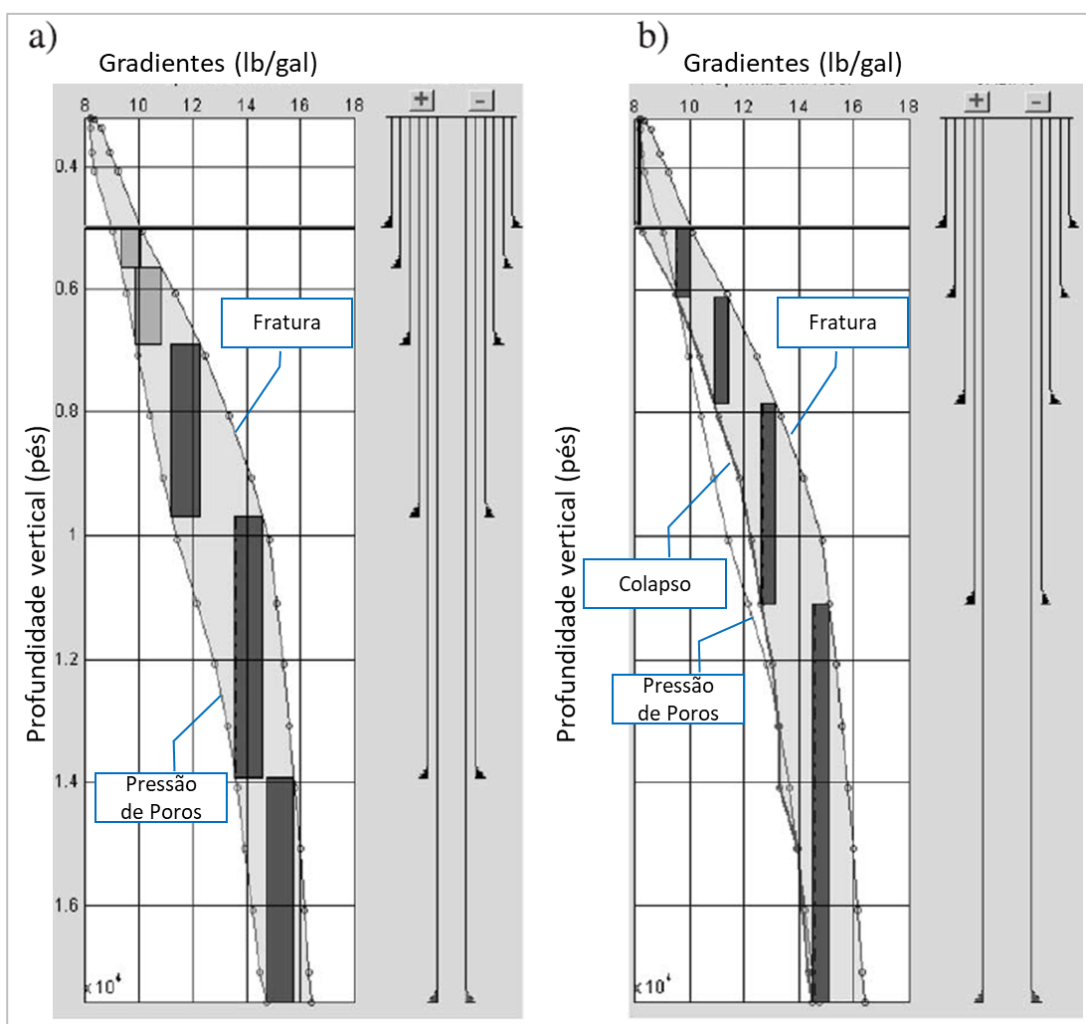 a)
Gradientes (lb/gal)
8 10 12 14 16 18
+ -
0.4
0.6
0.8
1
1.2
1.4
1.6
x10⁴
Profundidade vertical (pés)
Fratura
Pressão
de Poros
b)
Gradientes (lb/gal)
8 10 12 14 16 18
+ -
Profundidade vertical (pés)
Fratura
Colapso
Pressão
de Poros
x10⁴